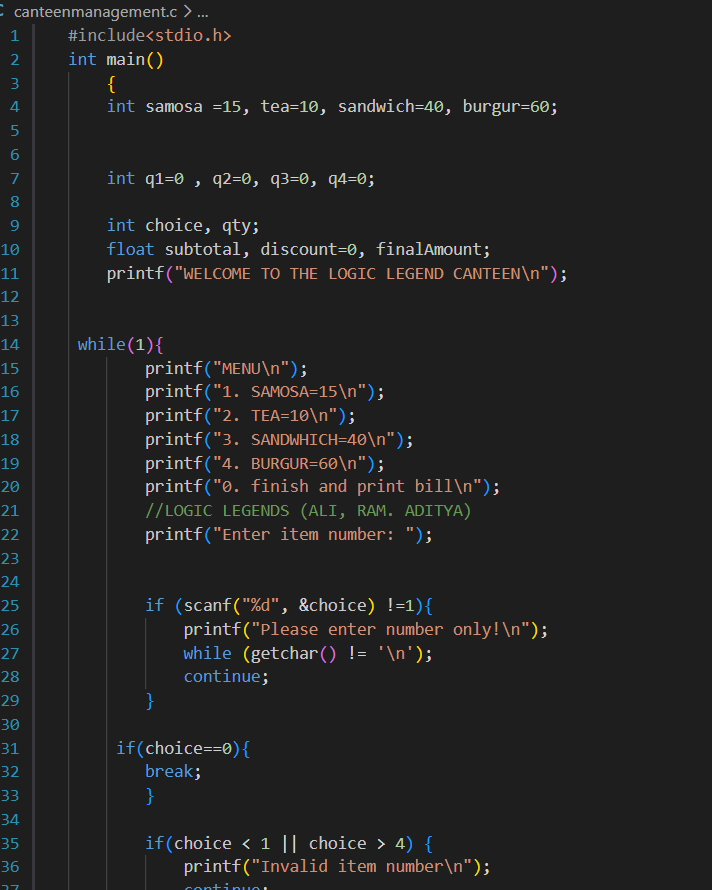 canteenmanagement.c > ...
1 #include<stdio.h>
2 int main()
3 {
4 int samosa =15, tea=10, sandwich=40, burgur=60;
5
6
7 int q1=0 , q2=0, q3=0, q4=0;
8
9 int choice, qty;
10 float subtotal, discount=0, finalAmount;
11 printf("WELCOME TO THE LOGIC LEGEND CANTEEN\n");
12
13
14 while(1){
15 printf("MENU\n");
16 printf("1. SAMOSA=15\n");
17 printf("2. TEA=10\n");
18 printf("3. SANDWHICH=40\n");
19 printf("4. BURGUR=60\n");
20 printf("0. finish and print bill\n");
21 //LOGIC LEGENDS (ALI, RAM. ADITYA)
22 printf("Enter item number: ");
23
24
25 if (scanf("%d", &choice) !=1){
26 printf("Please enter number only!\n");
27 while (getchar() != '\n');
28 continue;
29 }
30
31 if(choice==0){
32 break;
33 }
34
35 if(choice < 1 || choice > 4) {
36 printf("Invalid item number\n");
37 continue;